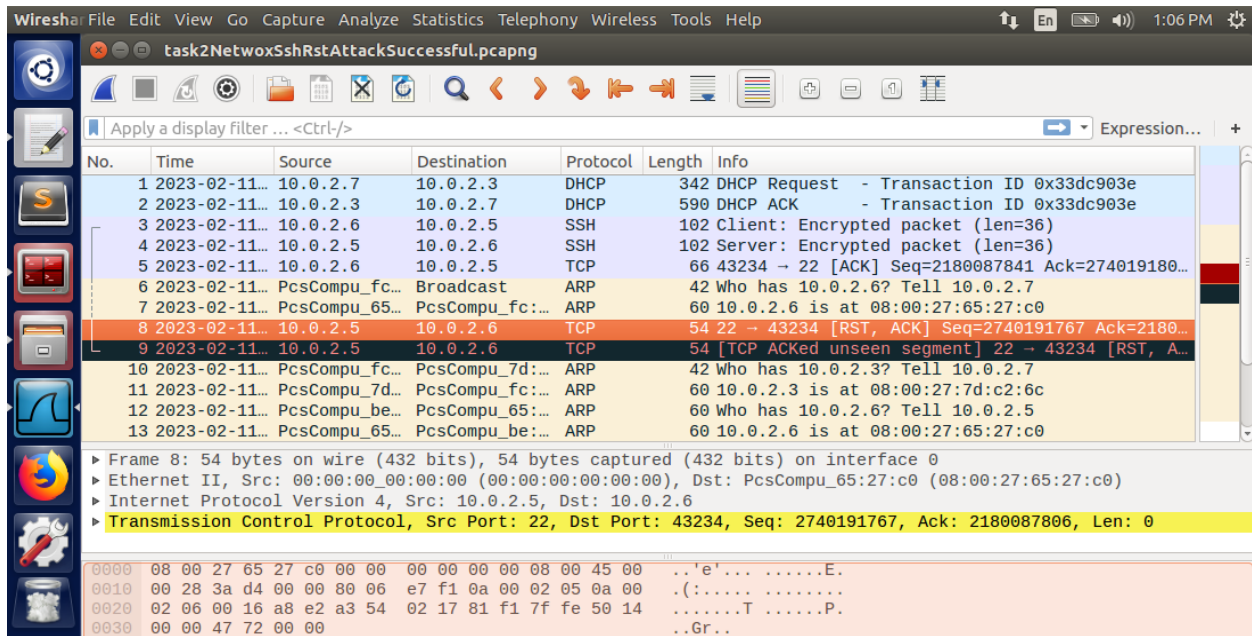 Wireshar File Edit View Go Capture Analyze Statistics Telephony Wireless Tools Help En 1:06 PM
task2NetwoxSshRstAttackSuccessful.pcapng
Apply a display filter ... <Ctrl-/> Expression... +
No. Time Source Destination Protocol Length Info
1 2023-02-11… 10.0.2.7 10.0.2.3 DHCP 342 DHCP Request - Transaction ID 0x33dc903e
2 2023-02-11… 10.0.2.3 10.0.2.7 DHCP 590 DHCP ACK - Transaction ID 0x33dc903e
3 2023-02-11… 10.0.2.6 10.0.2.5 SSH 102 Client: Encrypted packet (len=36)
4 2023-02-11… 10.0.2.5 10.0.2.6 SSH 102 Server: Encrypted packet (len=36)
5 2023-02-11… 10.0.2.6 10.0.2.5 TCP 66 43234 → 22 [ACK] Seq=2180087841 Ack=274019180…
6 2023-02-11… PcsCompu_fc… Broadcast ARP 42 Who has 10.0.2.6? Tell 10.0.2.7
7 2023-02-11… PcsCompu_65… PcsCompu_fc:… ARP 60 10.0.2.6 is at 08:00:27:65:27:c0
8 2023-02-11… 10.0.2.5 10.0.2.6 TCP 54 22 → 43234 [RST, ACK] Seq=2740191767 Ack=2180…
9 2023-02-11… 10.0.2.5 10.0.2.6 TCP 54 [TCP ACKed unseen segment] 22 → 43234 [RST, A…
10 2023-02-11… PcsCompu_fc… PcsCompu_7d:… ARP 42 Who has 10.0.2.3? Tell 10.0.2.7
11 2023-02-11… PcsCompu_7d… PcsCompu_fc:… ARP 60 10.0.2.3 is at 08:00:27:7d:c2:6c
12 2023-02-11… PcsCompu_be… PcsCompu_65:… ARP 60 Who has 10.0.2.6? Tell 10.0.2.5
13 2023-02-11… PcsCompu_65… PcsCompu_be:… ARP 60 10.0.2.6 is at 08:00:27:65:27:c0
Frame 8: 54 bytes on wire (432 bits), 54 bytes captured (432 bits) on interface 0
Ethernet II, Src: 00:00:00_00:00:00 (00:00:00:00:00:00), Dst: PcsCompu_65:27:c0 (08:00:27:65:27:c0)
Internet Protocol Version 4, Src: 10.0.2.5, Dst: 10.0.2.6
Transmission Control Protocol, Src Port: 22, Dst Port: 43234, Seq: 2740191767, Ack: 2180087806, Len: 0
0000 08 00 27 65 27 c0 00 00 00 00 00 00 08 00 45 00 ..'e'... ......E.
0010 00 28 3a d4 00 00 80 06 e7 f1 0a 00 02 05 0a 00 .(:..... ........
0020 02 06 00 16 a8 e2 a3 54 02 17 81 f1 7f fe 50 14 .......T ......P.
0030 00 00 47 72 00 00 ..Gr..